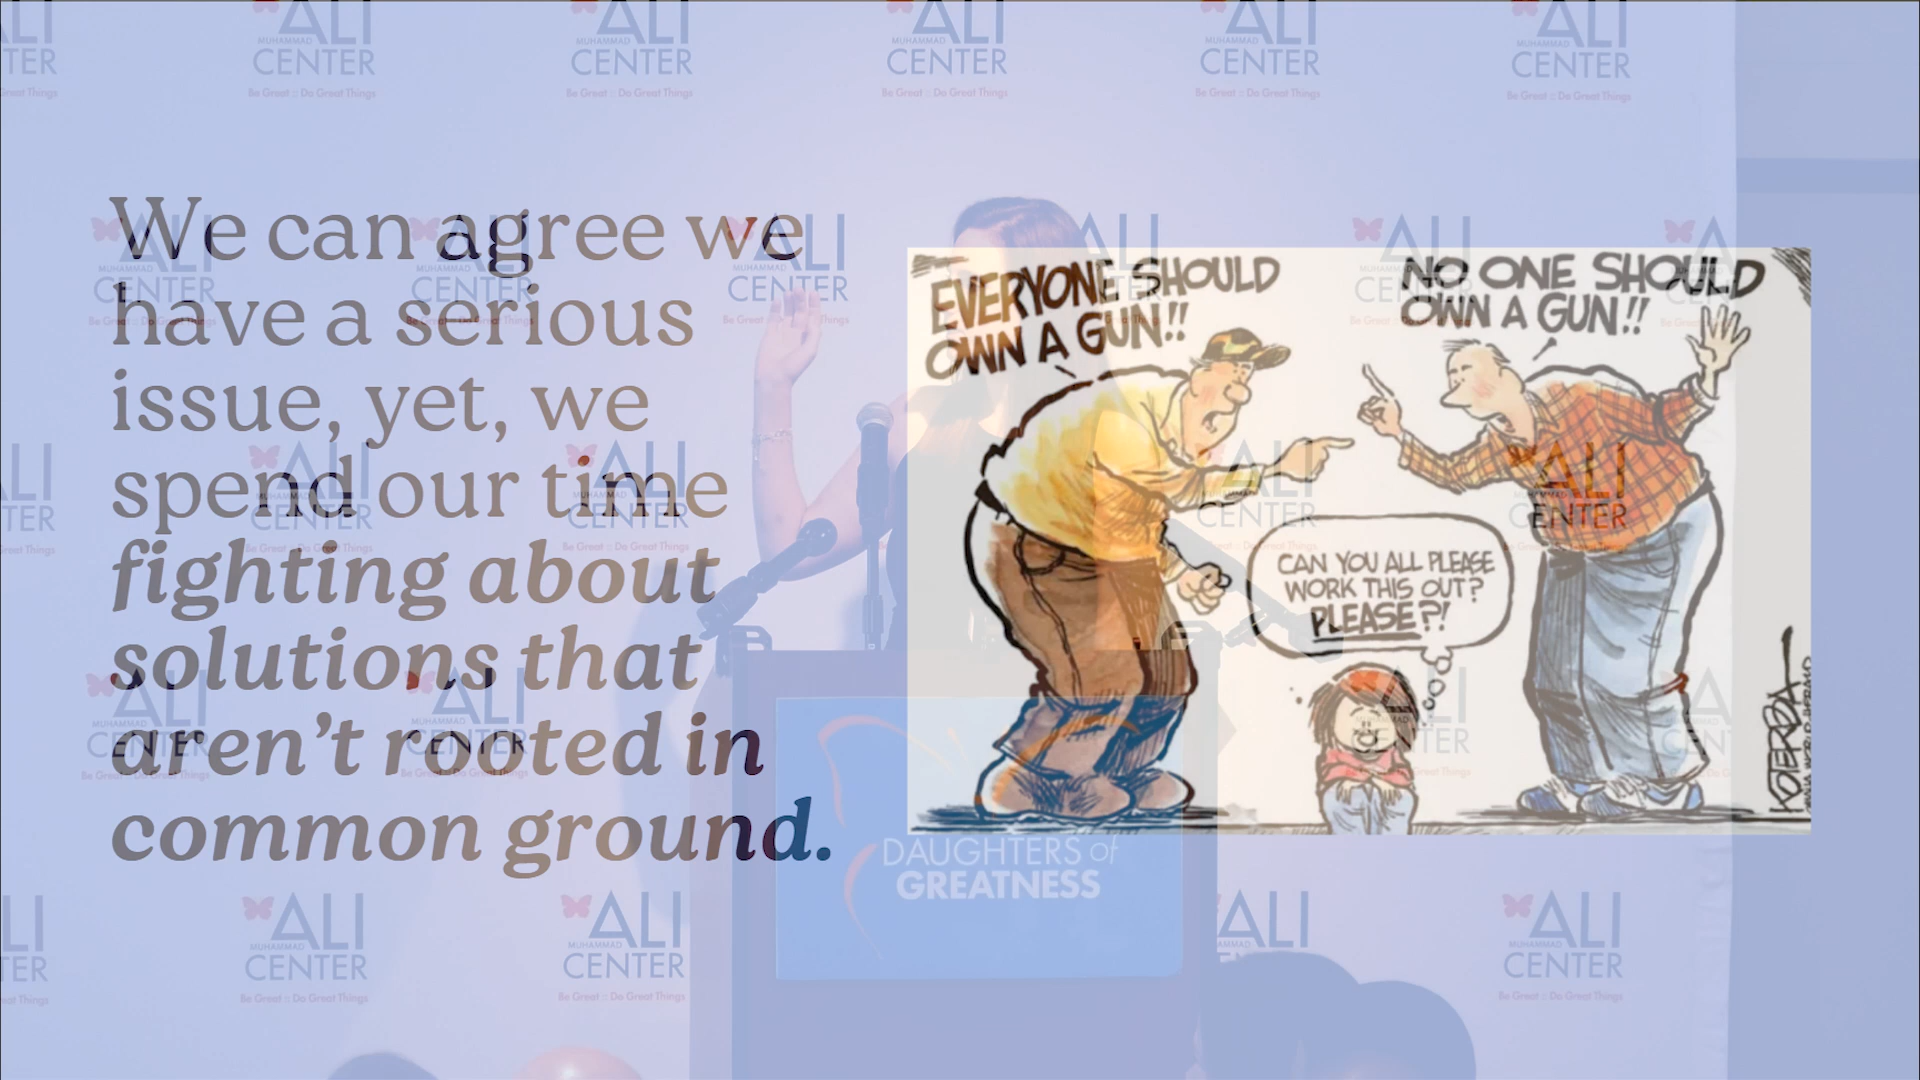 ALI
MUHAMMAD
CENTER
Be Great :: Do Great Things
We can agree we
have a serious
issue, yet, we
spend our time
fighting about
solutions that
aren't rooted in
common ground.
EVERYONE SHOULD
OWN A GUN!!
NO ONE SHOULD
OWN A GUN!!
CAN YOU ALL PLEASE
WORK THIS OUT?
PLEASE?!
KOTERBA
DAUGHTERS of
GREATNESS